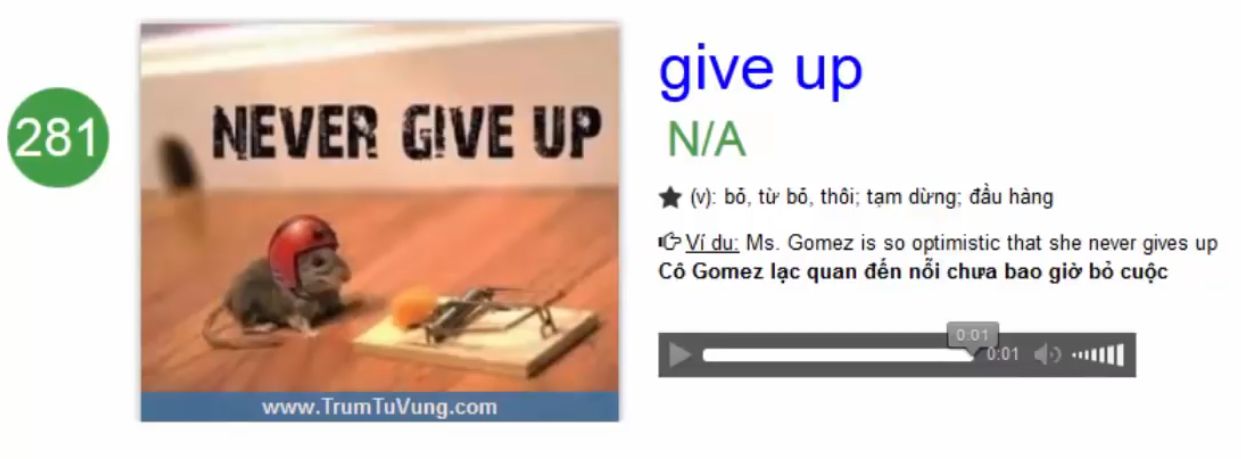 281
NEVER GIVE UP
www.TrumTuVung.com
give up
N/A
(v): bỏ, từ bỏ, thôi; tạm dừng; đầu hàng
Ví dụ: Ms. Gomez is so optimistic that she never gives up
Cô Gomez lạc quan đến nỗi chưa bao giờ bỏ cuộc
0:01
0:01